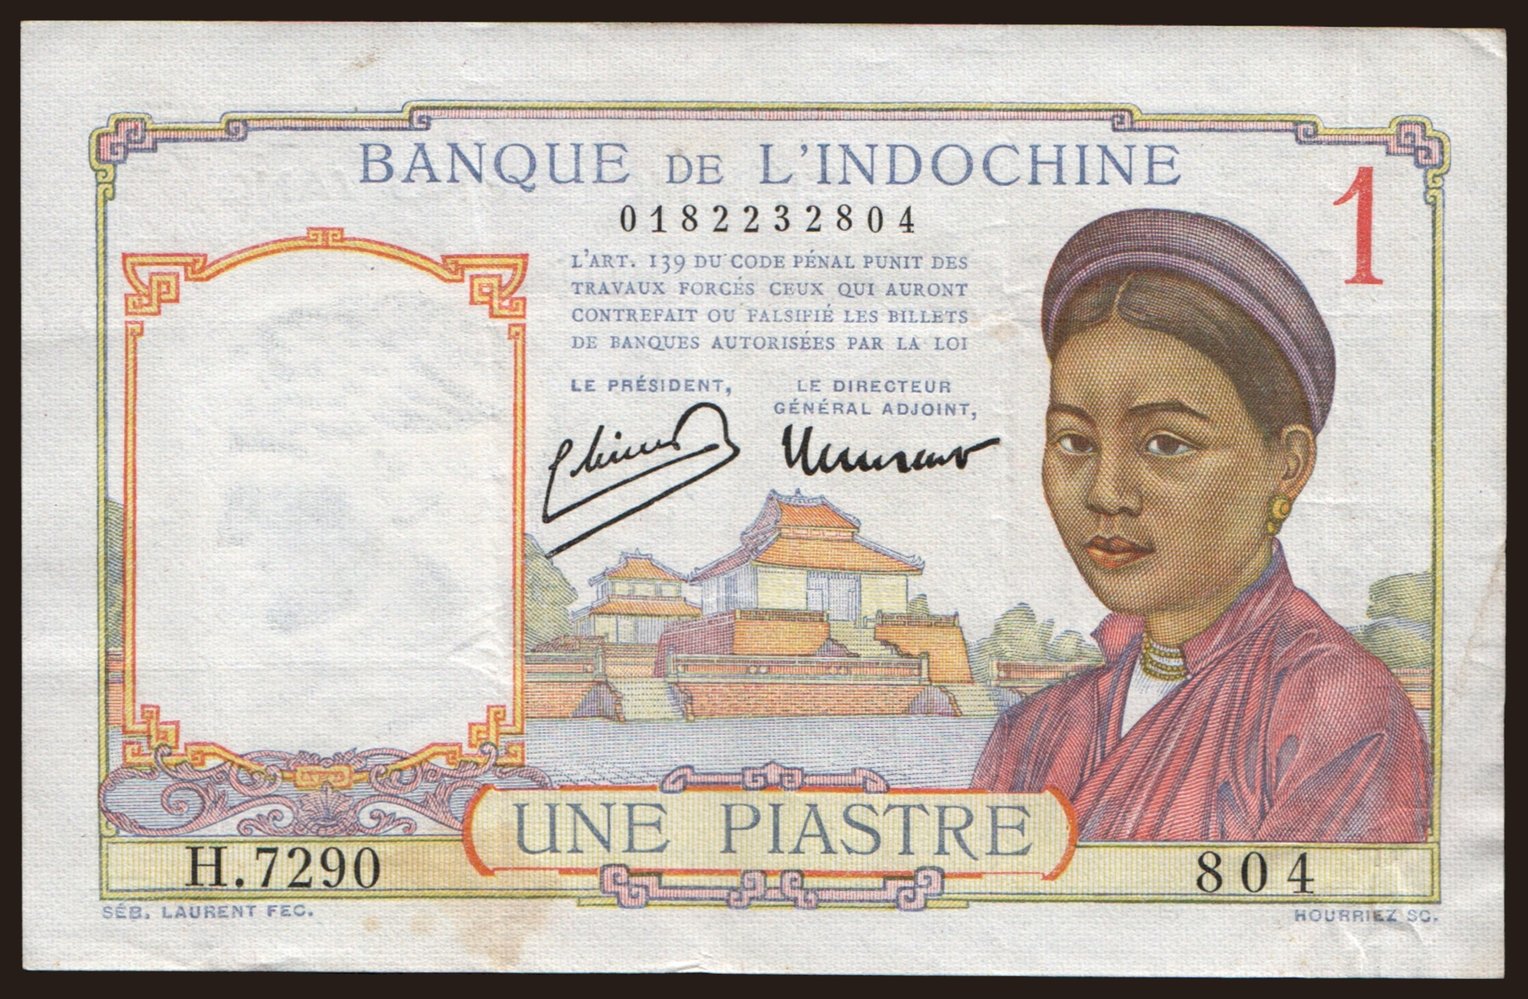 BANQUE DE L'INDOCHINE
1
0182232804
L'ART. 139 DU CODE PÉNAL PUNIT DES
TRAVAUX FORCÉS CEUX QUI AURONT
CONTREFAIT OU FALSIFIÉ LES BILLETS
DE BANQUES AUTORISÉES PAR LA LOI
LE PRÉSIDENT,
LE DIRECTEUR
GÉNÉRAL ADJOINT,
UNE PIASTRE
H.7290
804
SÉB. LAURENT FEC.
HOURRIEZ SC.